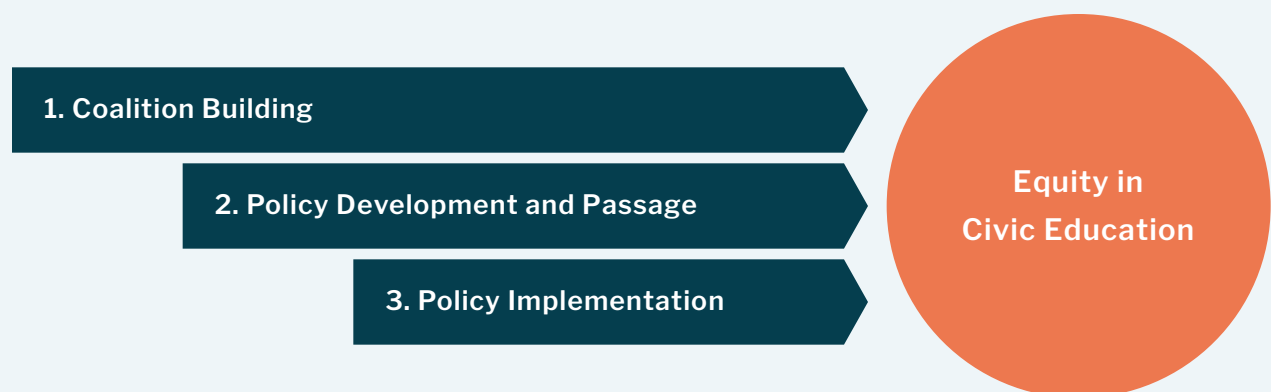 1. Coalition Building
2. Policy Development and Passage
3. Policy Implementation
Equity in
Civic Education